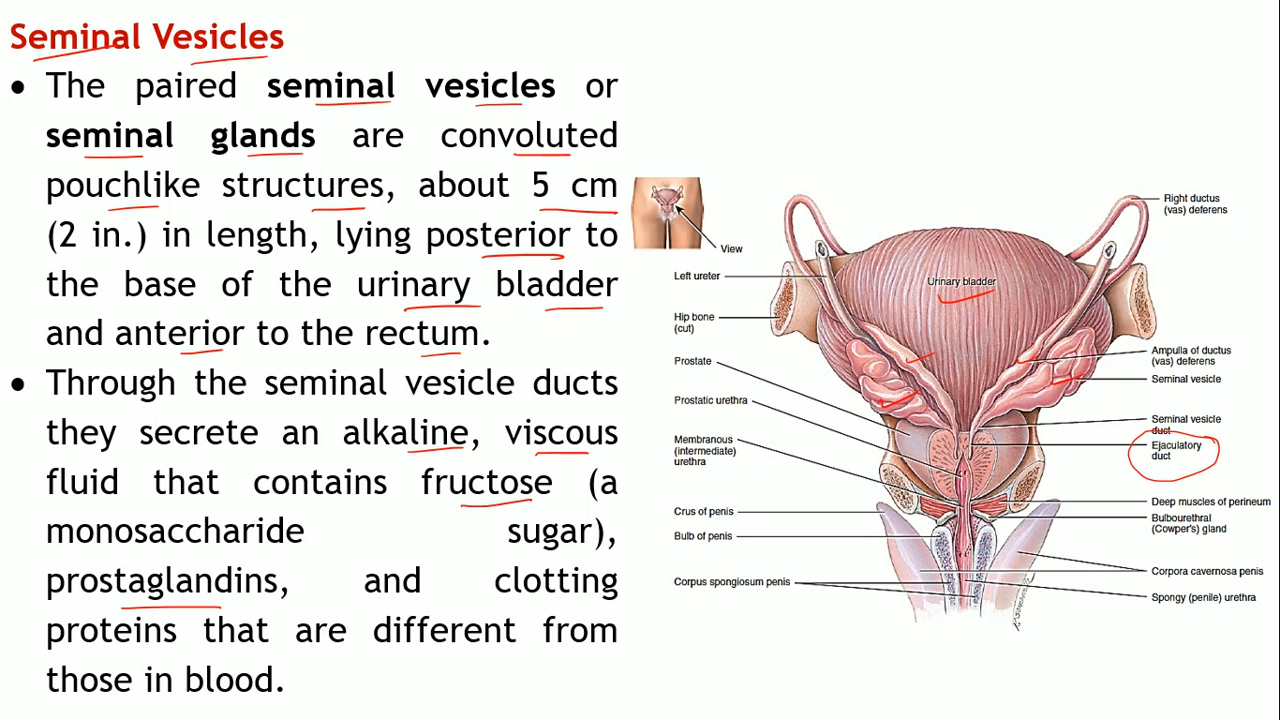 Seminal Vesicles
• The paired seminal vesicles or
seminal glands are convoluted
pouchlike structures, about 5 cm
(2 in.) in length, lying posterior to
the base of the urinary bladder
and anterior to the rectum.
• Through the seminal vesicle ducts
they secrete an alkaline, viscous
fluid that contains fructose (a
monosaccharide sugar),
prostaglandins, and clotting
proteins that are different from
those in blood.
View
Left ureter
Hip bone
(cut)
Prostate
Prostatic urethra
Membranous
(intermediate)
urethra
Crus of penis
Bulb of penis
Corpus spongiosum penis
Urinary bladder
Right ductus
(vas) deferens
Ampulla of ductus
(vas) deferens
Seminal vesicle
Seminal vesicle
duct
Ejaculatory
duct
Deep muscles of perineum
Bulbourethral
(Cowper's) gland
Corpora cavernosa penis
Spongy (penile) urethra